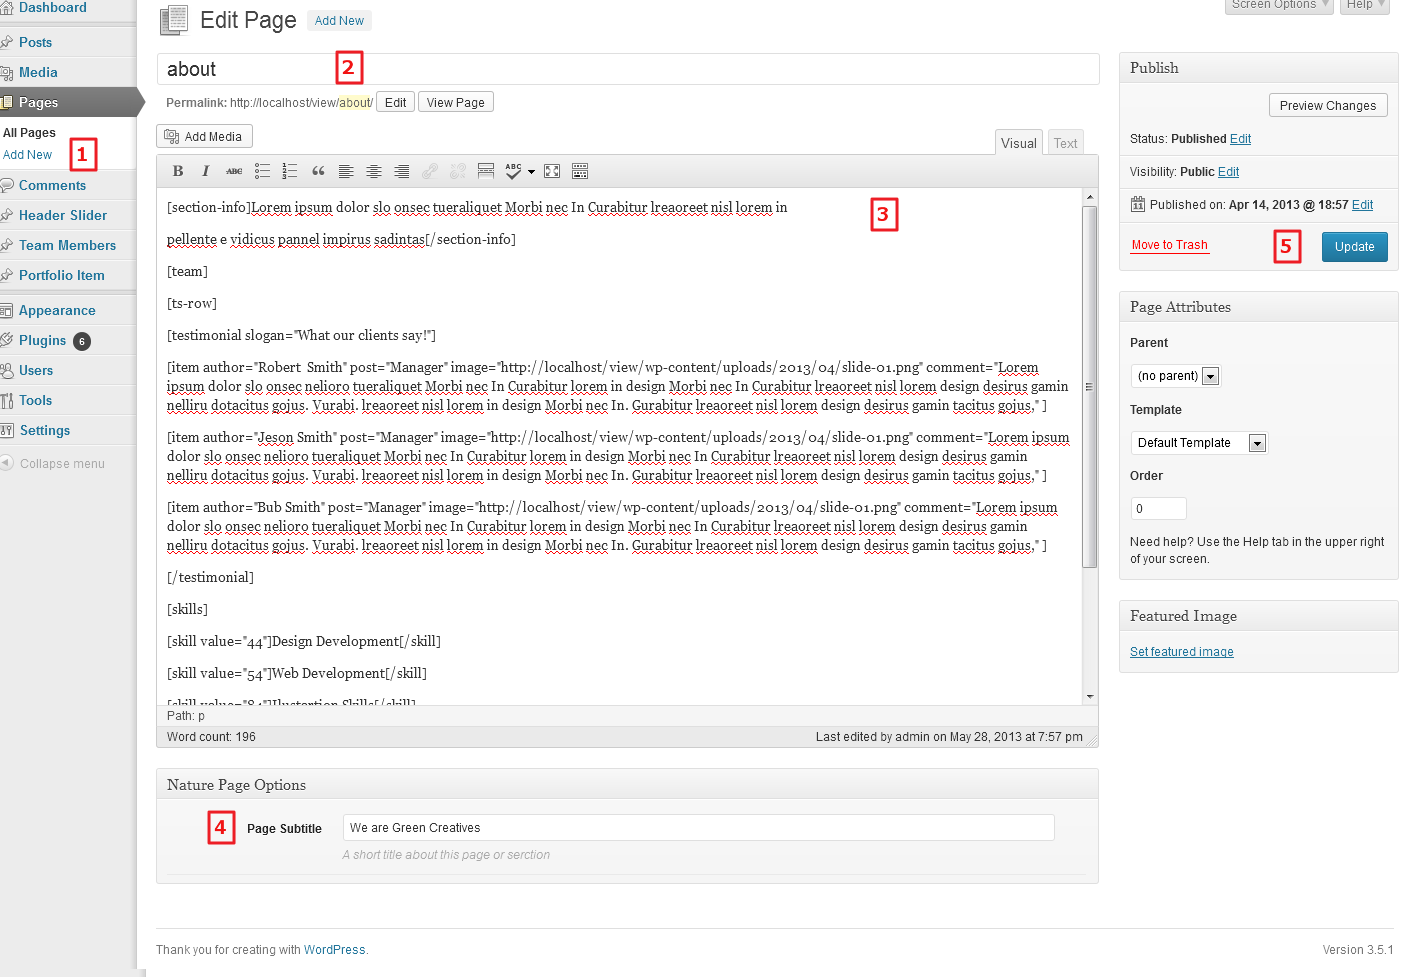 Dashboard
Posts
Media
Pages
All Pages
Add New
1
Comments
Header Slider
Team Members
Portfolio Item
Appearance
Plugins 6
Users
Tools
Settings
Collapse menu
Screen Options
Help
Edit Page Add New
about
2
Permalink: http://localhost/view/about/ Edit View Page
Add Media
Visual Text
B I ABC ABC
3
[section-info]Lorem ipsum dolor slo onsec tueraliquet Morbi nec In Curabitur lreaoreet nisl lorem in
pellente e vidicus pannel impirus sadintas[/section-info]
[team]
[ts-row]
[testimonial slogan="What our clients say!"]
[item author="Robert  Smith" post="Manager" image="http://localhost/view/wp-content/uploads/2013/04/slide-01.png" comment="Lorem
ipsum dolor slo onsec nelioro tueraliquet Morbi nec In Curabitur lorem in design Morbi nec In Curabitur lreaoreet nisl lorem design desirus gamin
nelliru dotacitus gojus. Vurabi. lreaoreet nisl lorem in design Morbi nec In. Gurabitur lreaoreet nisl lorem design desirus gamin tacitus gojus," ]
[item author="Jeson Smith" post="Manager" image="http://localhost/view/wp-content/uploads/2013/04/slide-01.png" comment="Lorem ipsum
dolor slo onsec nelioro tueraliquet Morbi nec In Curabitur lorem in design Morbi nec In Curabitur lreaoreet nisl lorem design desirus gamin
nelliru dotacitus gojus. Vurabi. lreaoreet nisl lorem in design Morbi nec In. Gurabitur lreaoreet nisl lorem design desirus gamin tacitus gojus," ]
[item author="Bub Smith" post="Manager" image="http://localhost/view/wp-content/uploads/2013/04/slide-01.png" comment="Lorem ipsum
dolor slo onsec nelioro tueraliquet Morbi nec In Curabitur lorem in design Morbi nec In Curabitur lreaoreet nisl lorem design desirus gamin
nelliru dotacitus gojus. Vurabi. lreaoreet nisl lorem in design Morbi nec In. Gurabitur lreaoreet nisl lorem design desirus gamin tacitus gojus," ]
[/testimonial]
[skills]
[skill value="44"]Design Development[/skill]
[skill value="54"]Web Development[/skill]
[skill value="84"]Ilustartion Skills[/skill]
Path: p
Word count: 196
Last edited by admin on May 28, 2013 at 7:57 pm
Nature Page Options
4
Page Subtitle
We are Green Creatives
A short title about this page or serction
Publish
Preview Changes
Status: Published Edit
Visibility: Public Edit
11 Published on: Apr 14, 2013 @ 18:57 Edit
Move to Trash
5
Update
Page Attributes
Parent
(no parent)
Template
Default Template
Order
0
Need help? Use the Help tab in the upper right
of your screen.
Featured Image
Set featured image
Thank you for creating with WordPress.
Version 3.5.1